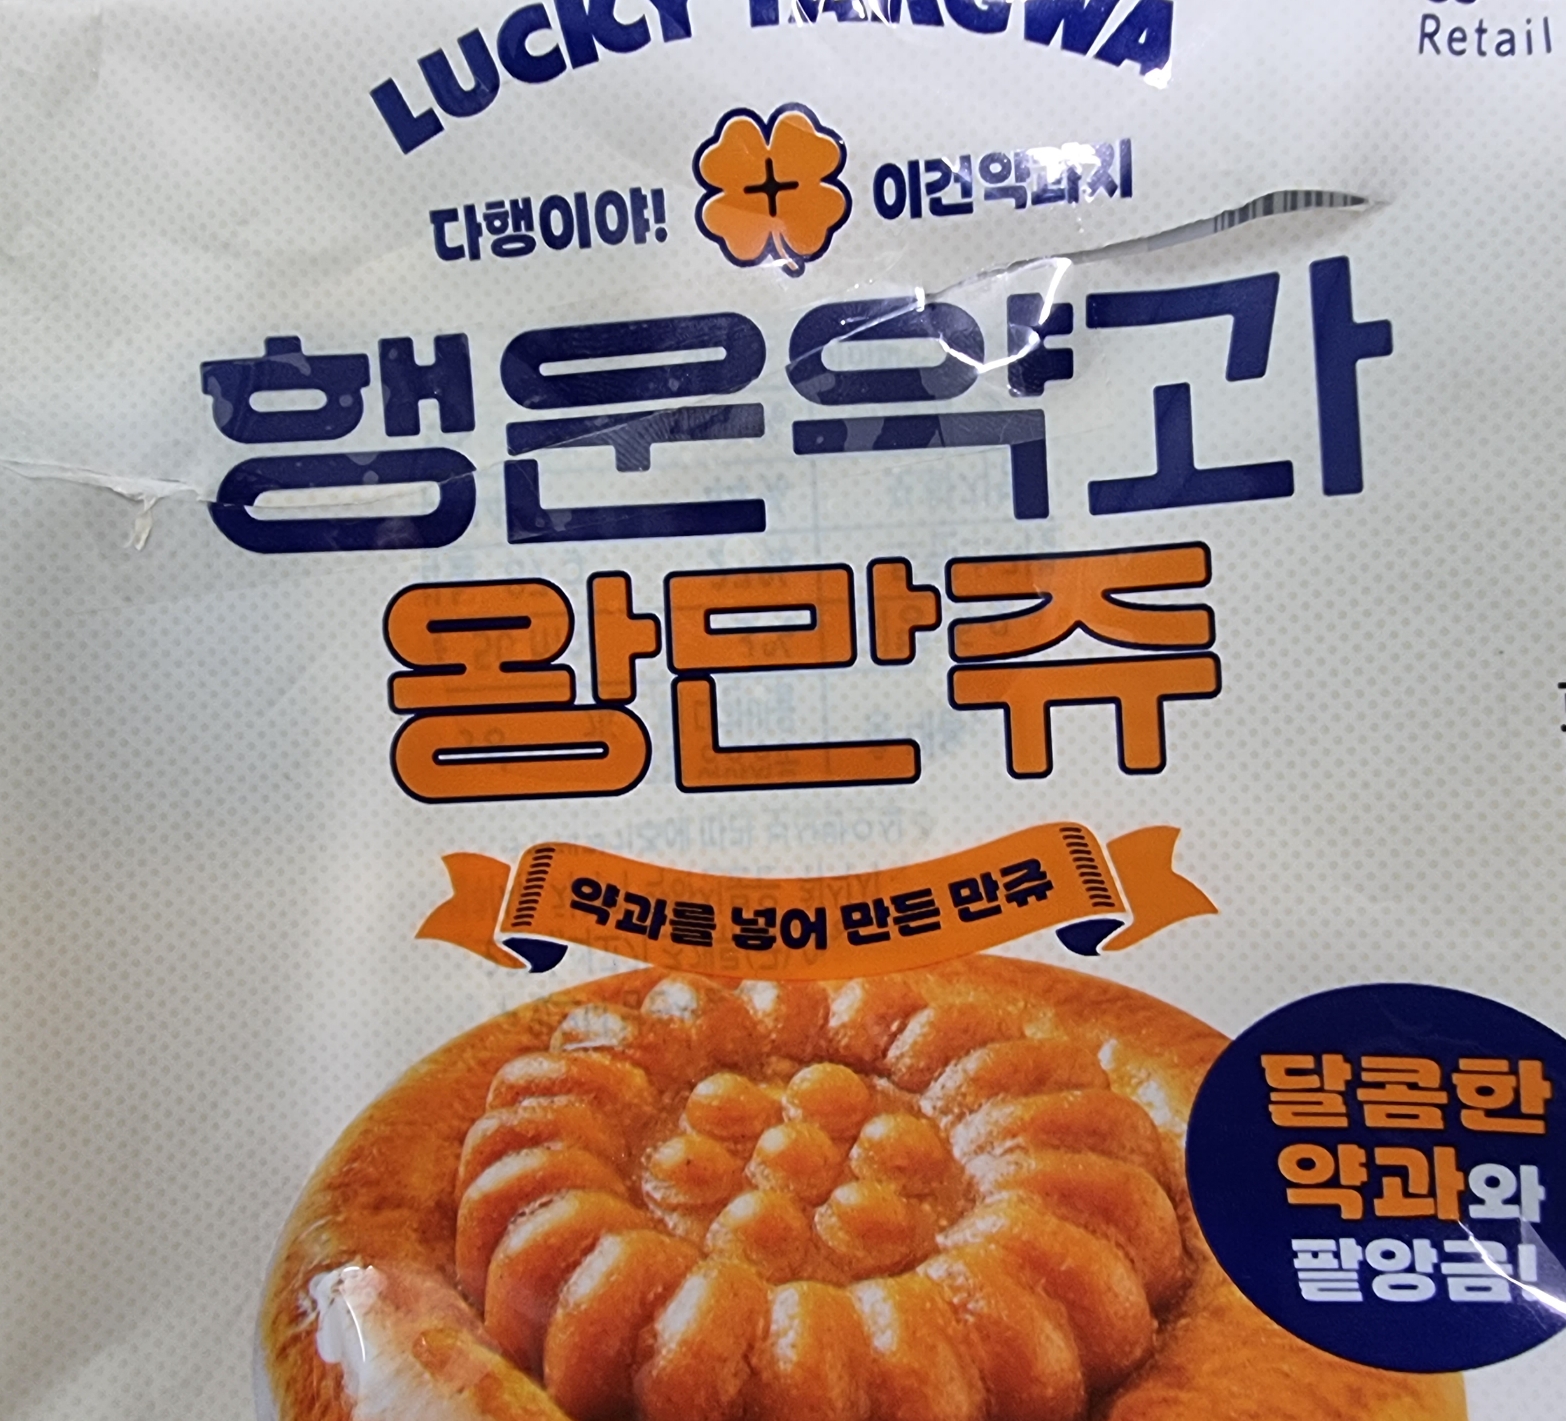 LUCKY YAKGWA
Retail
다행이야! 이건약과지
행운약과
왕만쥬
약과를 넣어 만든 만쥬
달콤한
약과와
팥앙금!